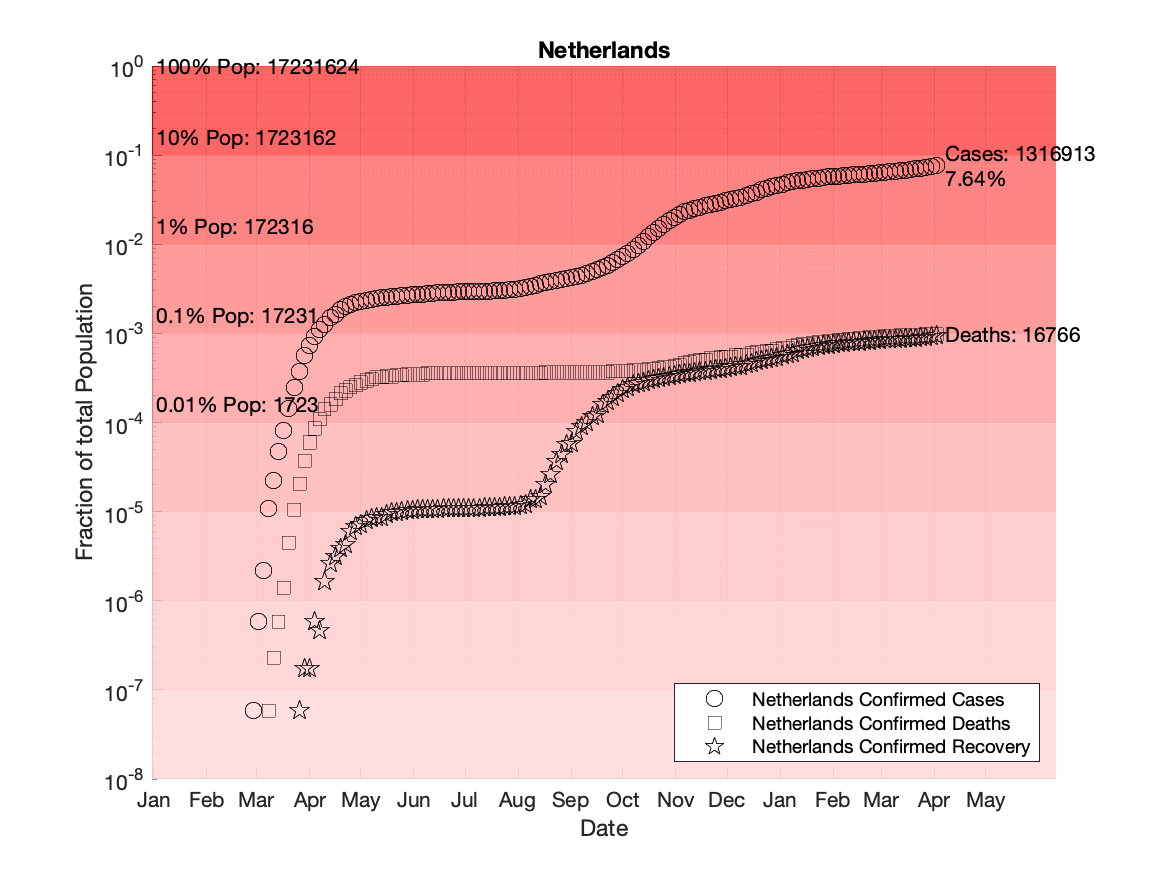 Netherlands
10^0
100% Pop: 17231624
10% Pop: 1723162
10^-1
Cases: 1316913
7.64%
1% Pop: 172316
10^-2
0.1% Pop: 17231
10^-3
Deaths: 16766
0.01% Pop: 1723
10^-4
10^-5
10^-6
10^-7
10^-8
Fraction of total Population
Netherlands Confirmed Cases
Netherlands Confirmed Deaths
Netherlands Confirmed Recovery
Jan Feb Mar Apr May Jun Jul Aug Sep Oct Nov Dec Jan Feb Mar Apr May
Date